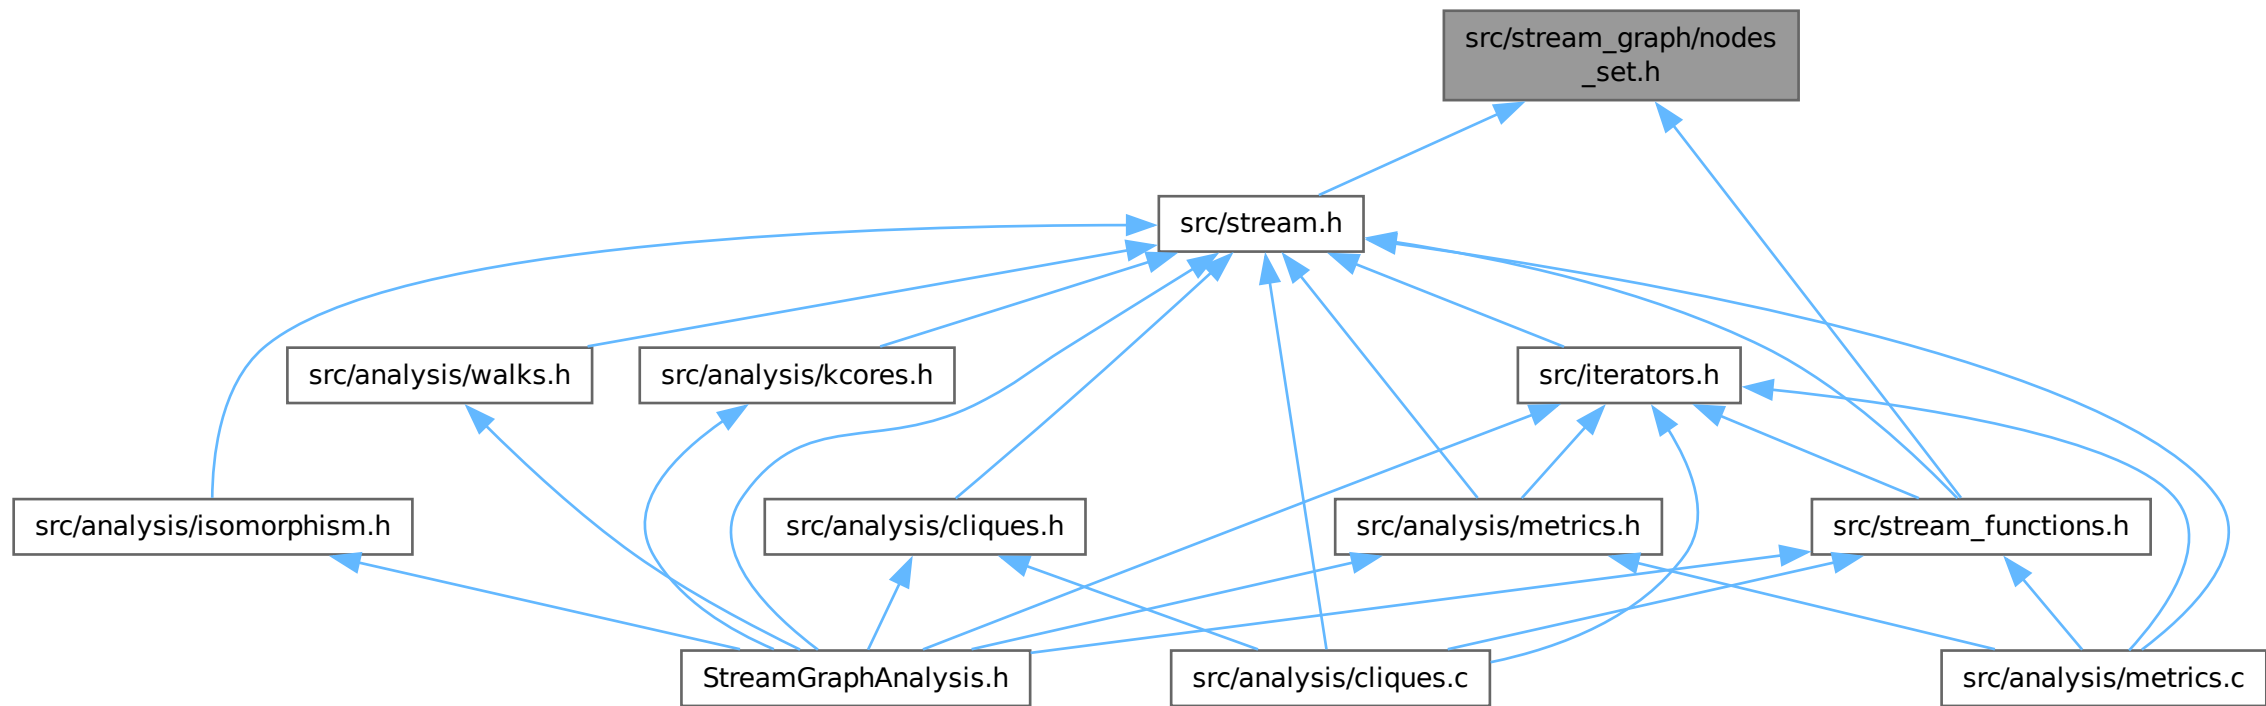 src/stream_graph/nodes
_set.h
src/stream.h
src/analysis/walks.h
src/analysis/kcores.h
src/iterators.h
src/analysis/isomorphism.h
src/analysis/cliques.h
src/analysis/metrics.h
src/stream_functions.h
StreamGraphAnalysis.h
src/analysis/cliques.c
src/analysis/metrics.c